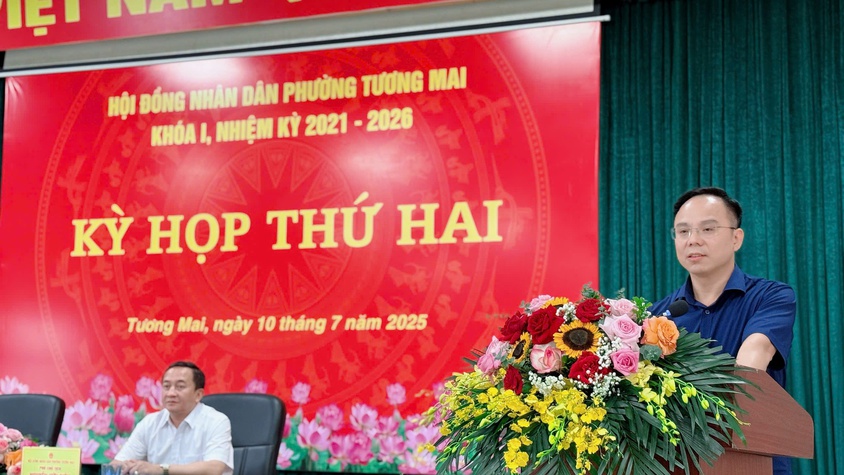 VIỆT NAM
HỘI ĐỒNG NHÂN DÂN PHƯỜNG TƯƠNG MAI
KHÓA I, NHIỆM KỲ 2021 - 2026
KỲ HỌP THỨ HAI
Tương Mai, ngày 10 tháng 7 năm 2025